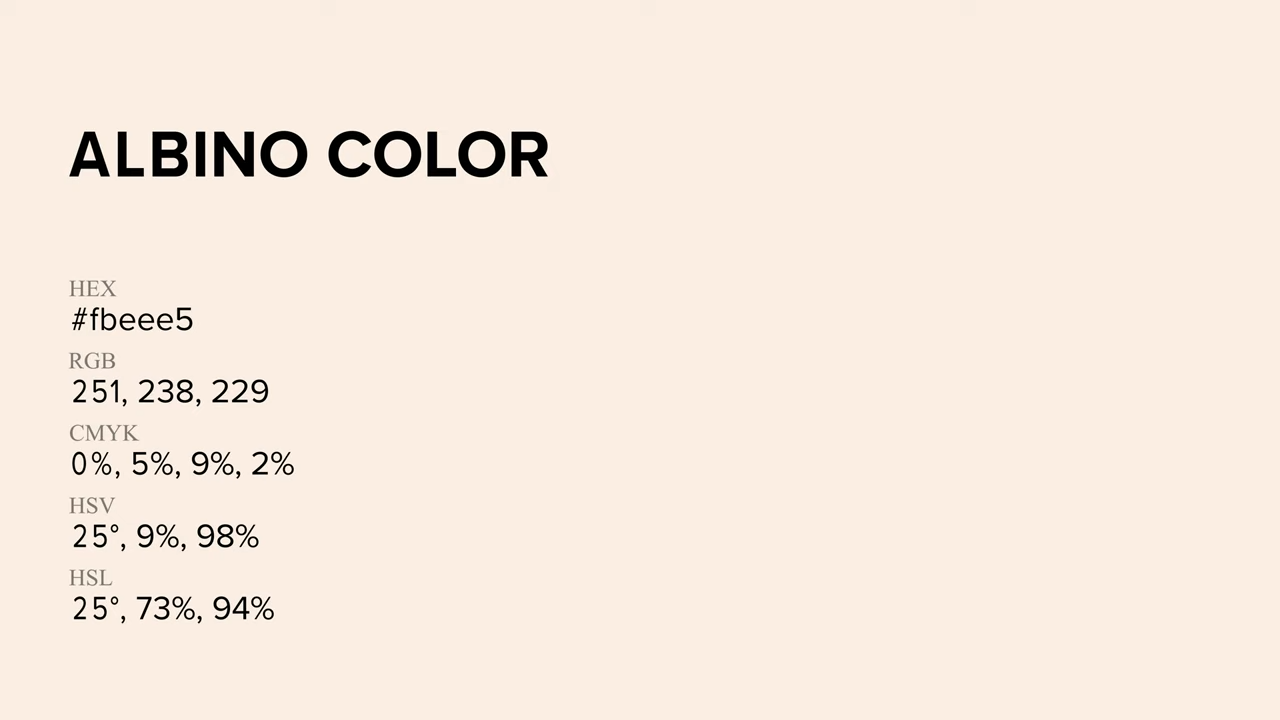 ALBINO COLOR
HEX
#fbeee5
RGB
251, 238, 229
CMYK
0%, 5%, 9%, 2%
HSV
25°, 9%, 98%
HSL
25°, 73%, 94%